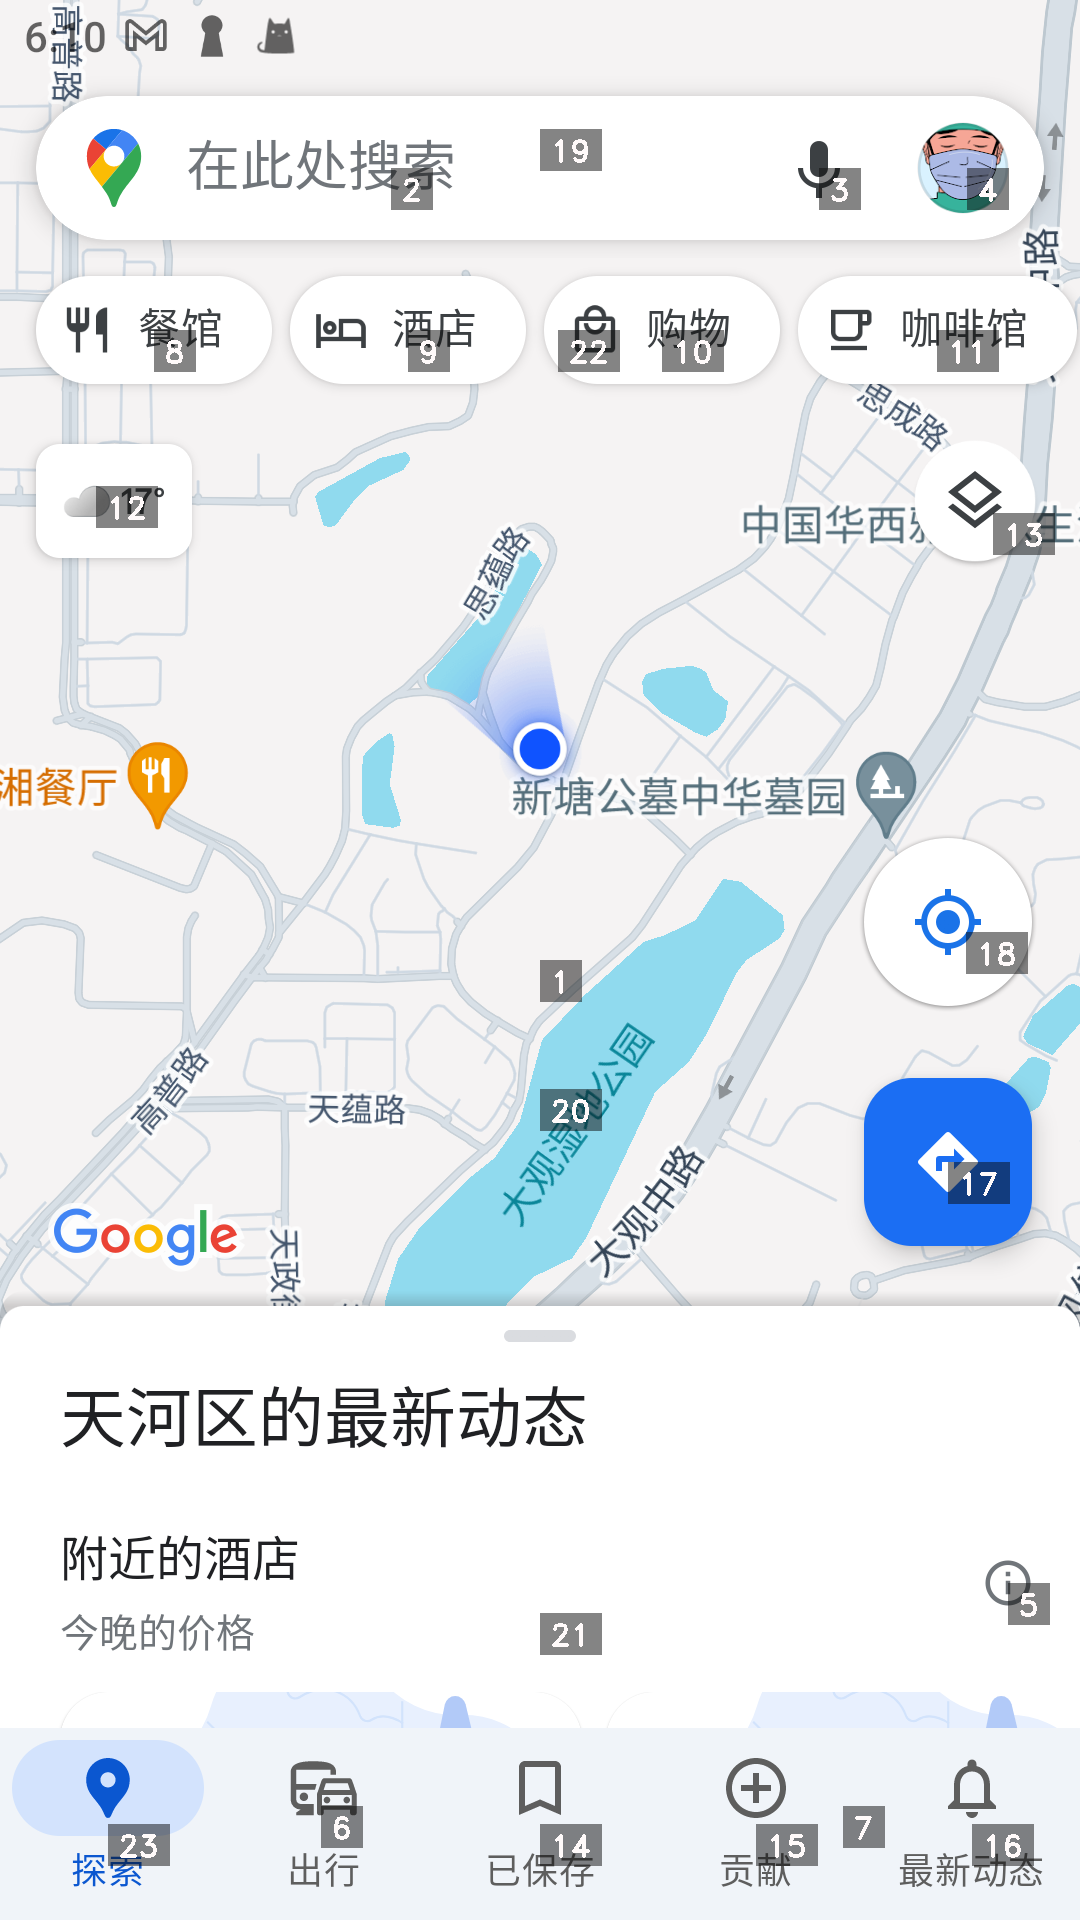 6:10
高普路
在此处搜索
19
2
3
4
餐馆
酒店
购物
咖啡馆
8
9
22
10
11
思成路
17°
12
中国华西
13
思蕴路
湘餐厅
新塘公墓中华墓园
18
1
大观湿地公园
20
高普路
天蕴路
大观中路
17
Google
天政街
天河区的最新动态
附近的酒店
5
今晚的价格
21
23
6
14
15
7
16
探索
出行
已保存
贡献
最新动态